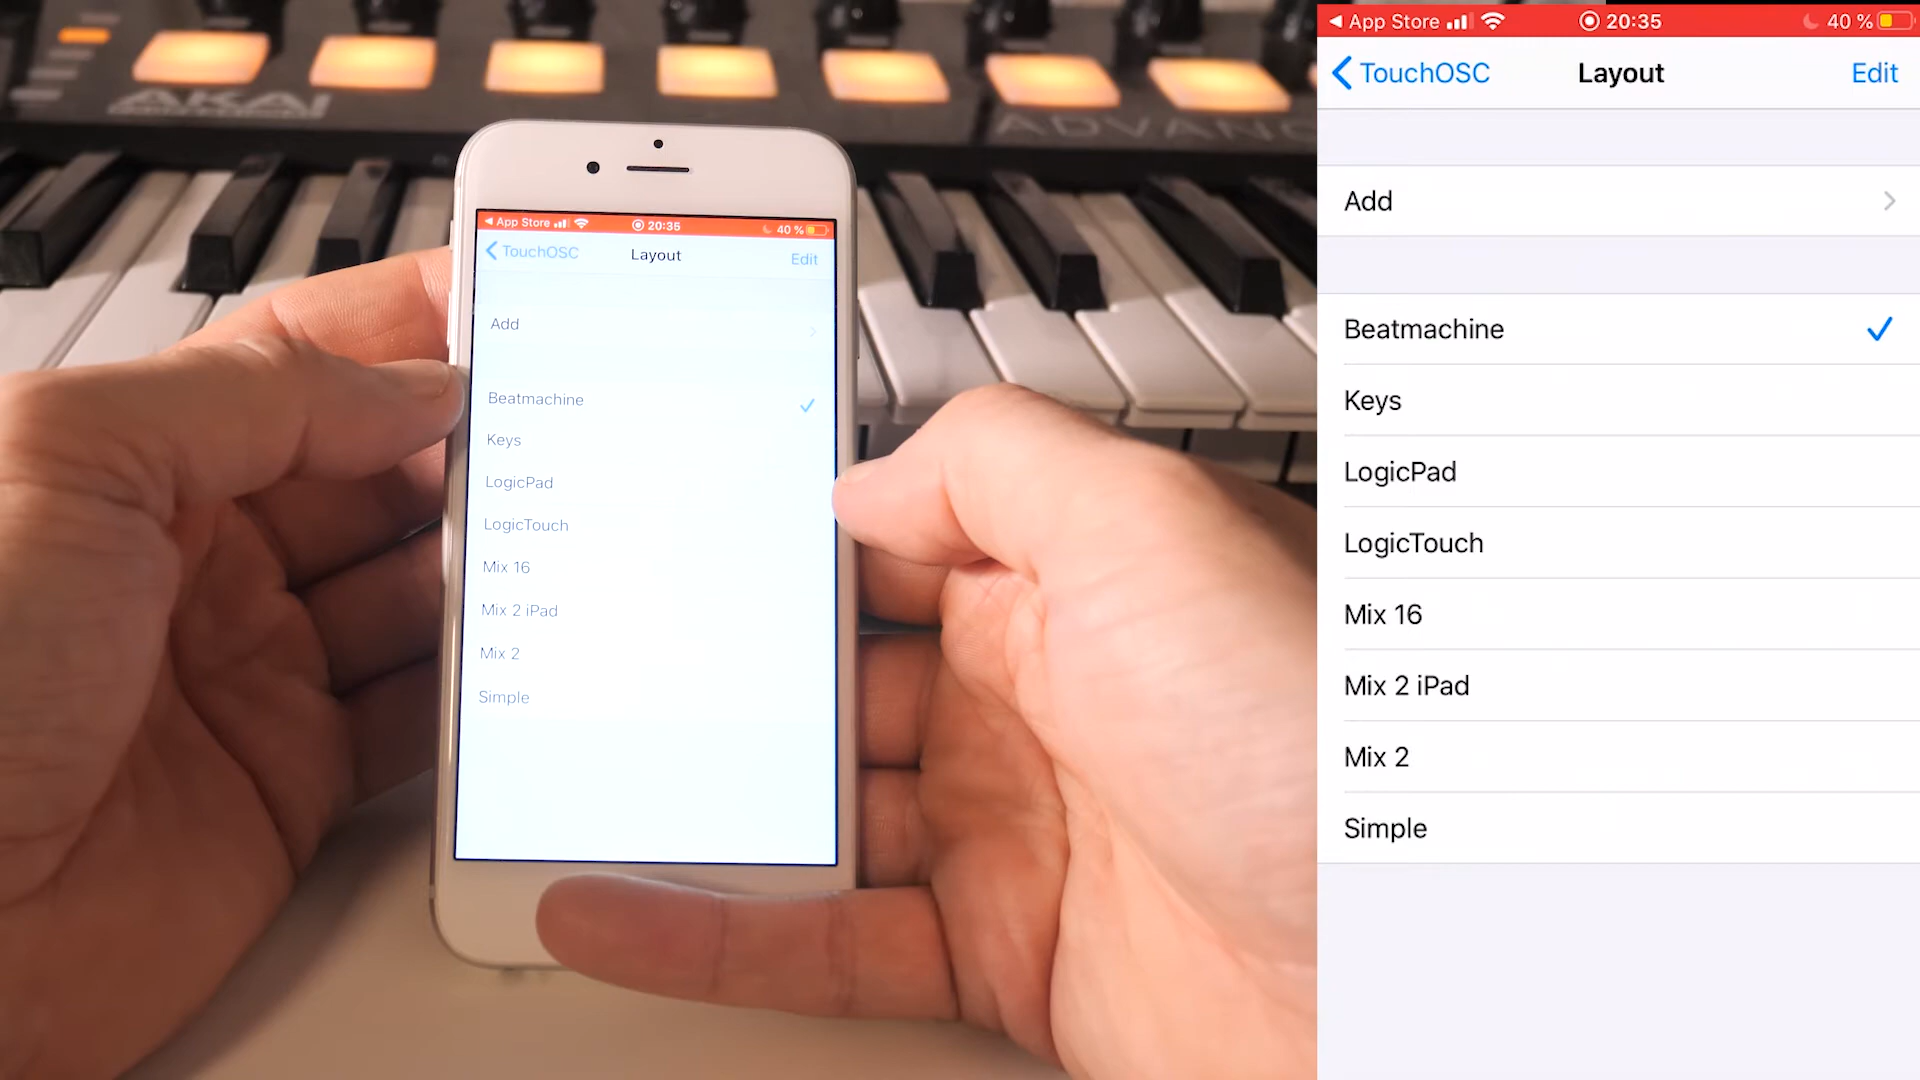 AKAI
ADVANC
App Store 20:35 40 %
TouchOSC Layout Edit
Add
Beatmachine
Keys
LogicPad
LogicTouch
Mix 16
Mix 2 iPad
Mix 2
Simple
App Store 20:35 40 %
TouchOSC Layout Edit
Add
Beatmachine
Keys
LogicPad
LogicTouch
Mix 16
Mix 2 iPad
Mix 2
Simple